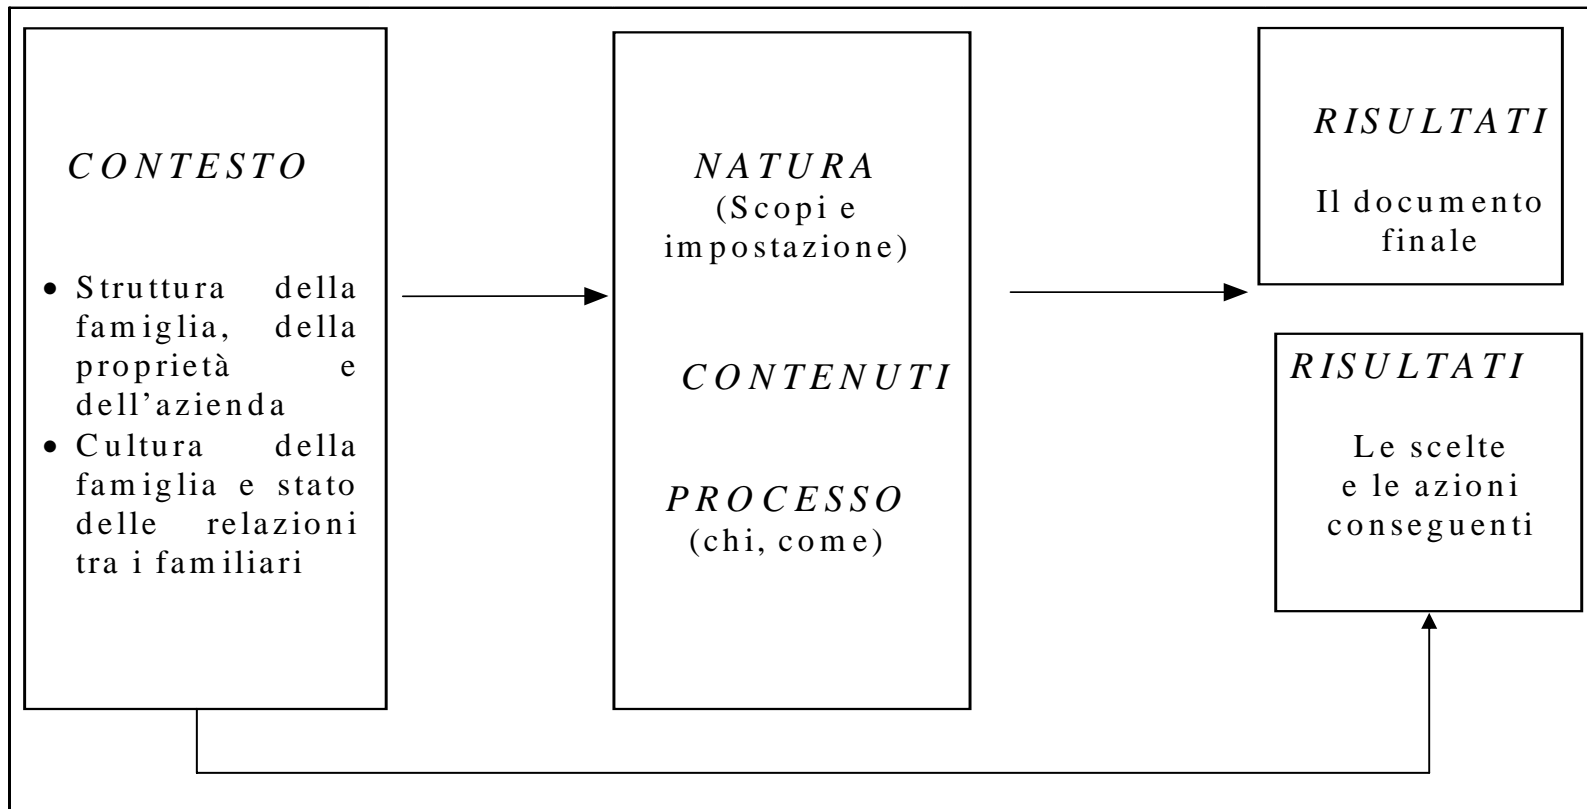 CONTESTO
• Struttura della
famiglia, della
proprietà e
dell'azienda
• Cultura della
famiglia e stato
delle relazioni
tra i familiari
NATURA
(Scopi e
impostazione)
CONTENUTI
PROCESSO
(chi, come)
RISULTATI
Il documento
finale
RISULTATI
Le scelte
e le azioni
conseguenti